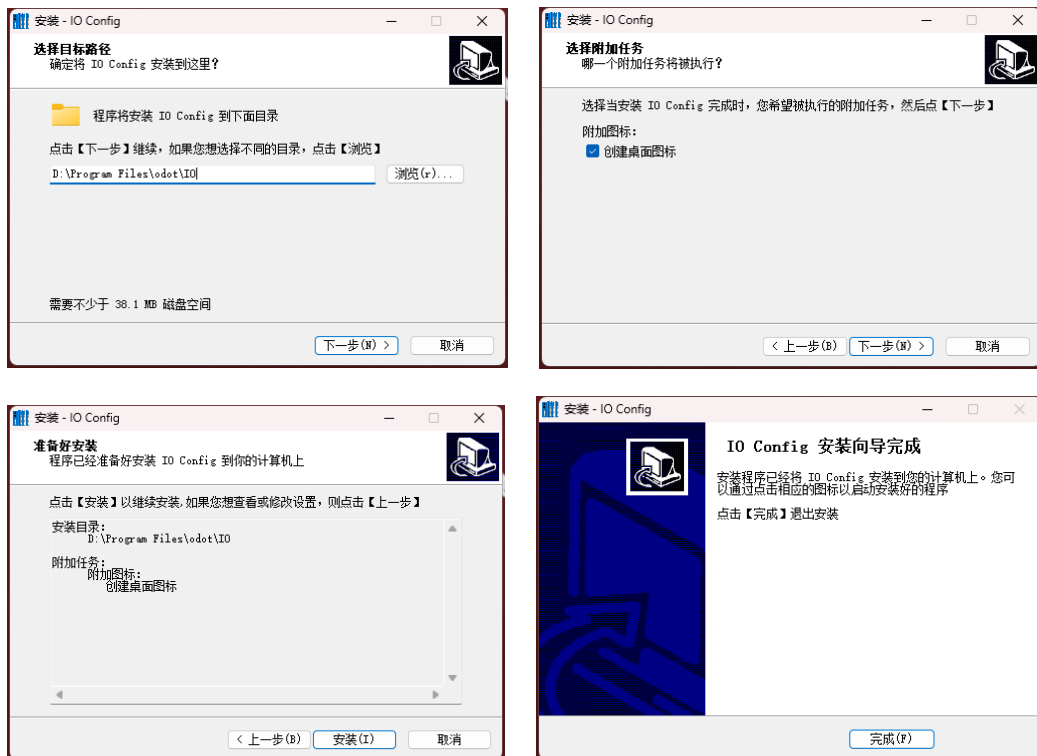 安装 - IO Config
选择目标路径
确定将 IO Config 安装到这里?
程序将安装 IO Config 到下面目录
点击【下一步】继续，如果您想选择不同的目录，点击【浏览】
D:\Program Files\odot\IO
浏览(r)...
需要不少于 38.1 MB 磁盘空间
下一步(N) >
取消
安装 - IO Config
选择附加任务
哪一个附加任务将被执行?
选择当安装 IO Config 完成时，您希望被执行的附加任务，然后点【下一步】
附加图标:
创建桌面图标
< 上一步(B)
下一步(N) >
取消
安装 - IO Config
准备好安装
程序已经准备好安装 IO Config 到你的计算机上
点击【安装】以继续安装,如果您想查看或修改设置，则点击【上一步】
安装目录:
D:\Program Files\odot\IO
附加任务:
附加图标:
创建桌面图标
< 上一步(B)
安装(I)
取消
安装 - IO Config
IO Config 安装向导完成
安装程序已经将 IO Config 安装到您的计算机上。您可
以通过点击相应的图标以启动安装好的程序
点击【完成】退出安装
完成(F)